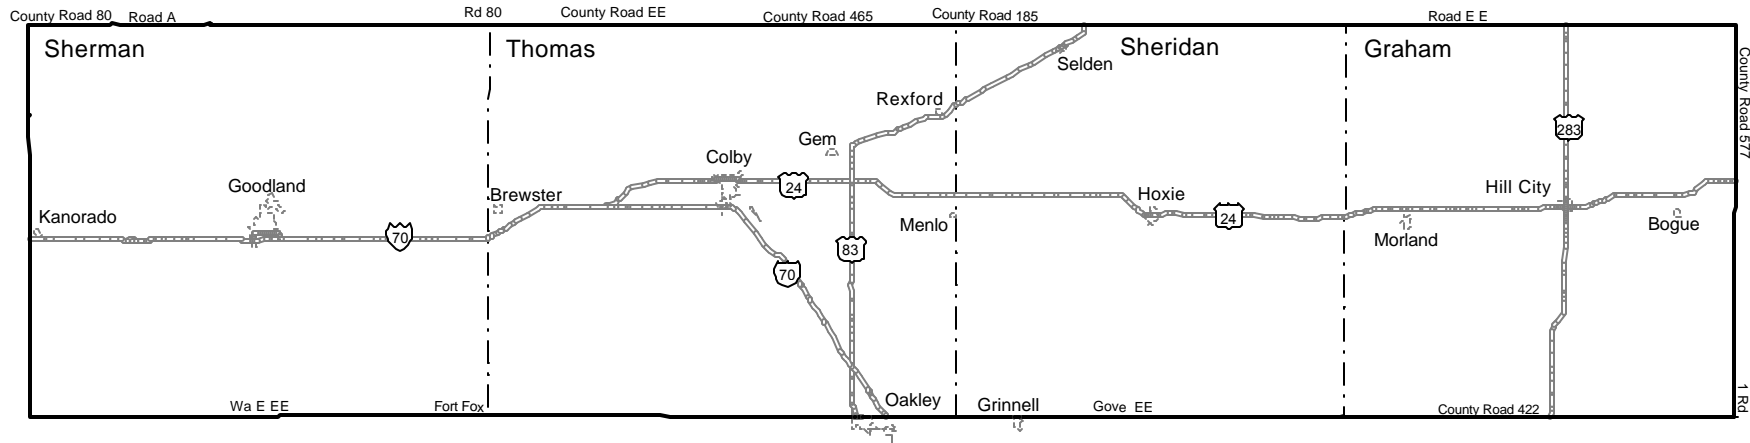 County Road 80
Road A
Rd 80
County Road EE
County Road 465
County Road 185
Road E E
Sherman
Thomas
Sheridan
Graham
County Road 577
Selden
Rexford
283
Gem
Colby
24
Goodland
Brewster
Hoxie
Hill City
Kanorado
Menlo
24
Morland
Bogue
70
83
70
Wa E EE
Fort Fox
Oakley
Grinnell
Gove EE
County Road 422
1 Rd